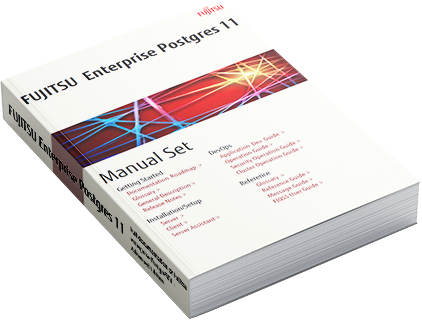 FUJITSU
FUJITSU Enterprise Postgres 11
Manual Set
Getting Started
Documentation Roadmap >
Glossary >
General Description >
Release Notes >
Installation/Setup
Server >
Client >
Server Assistant >
DevOps
Application Dev Guide >
Operation Guide >
Security Operation Guide >
Cluster Operation Guide >
Reference
Glossary >
Reference Guide >
Message Guide >
FJQSS User Guide >
FUJITSU Enterprise Postgres 11